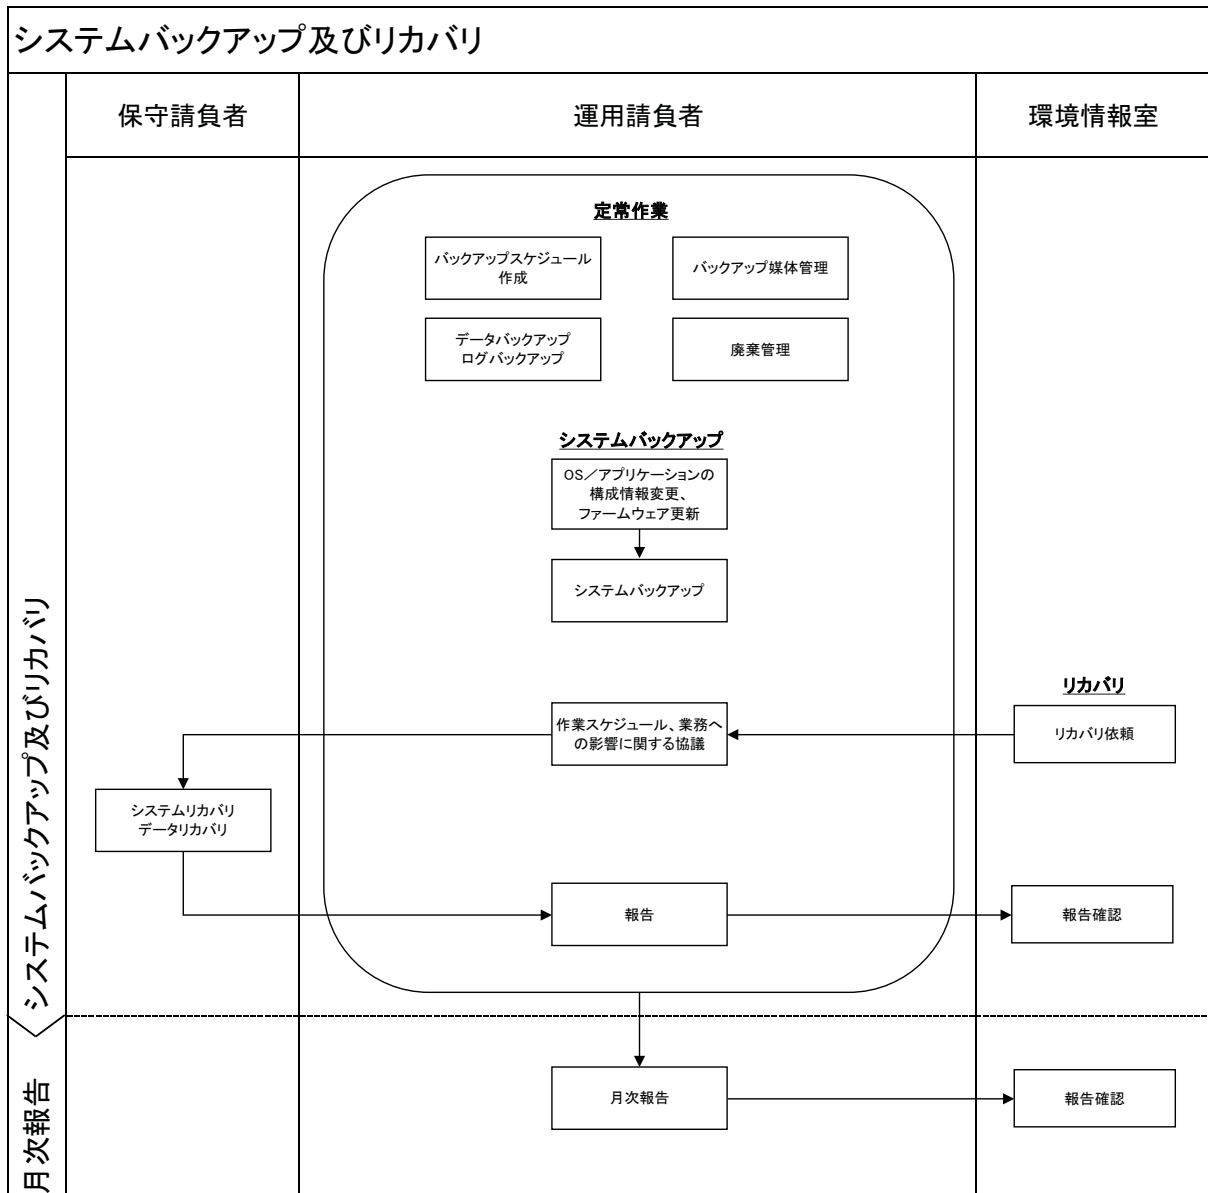 システムバックアップ及びリカバリ
保守請負者
運用請負者
環境情報室
定常作業
バックアップスケジュール
作成
バックアップ媒体管理
データバックアップ
ログバックアップ
廃棄管理
システムバックアップ
OS／アプリケーションの
構成情報変更、
ファームウェア更新
システムバックアップ
リカバリ
リカバリ依頼
作業スケジュール、業務へ
の影響に関する協議
システムリカバリ
データリカバリ
報告
報告確認
システムバックアップ及びリカバリ
月次報告
報告確認
月次報告